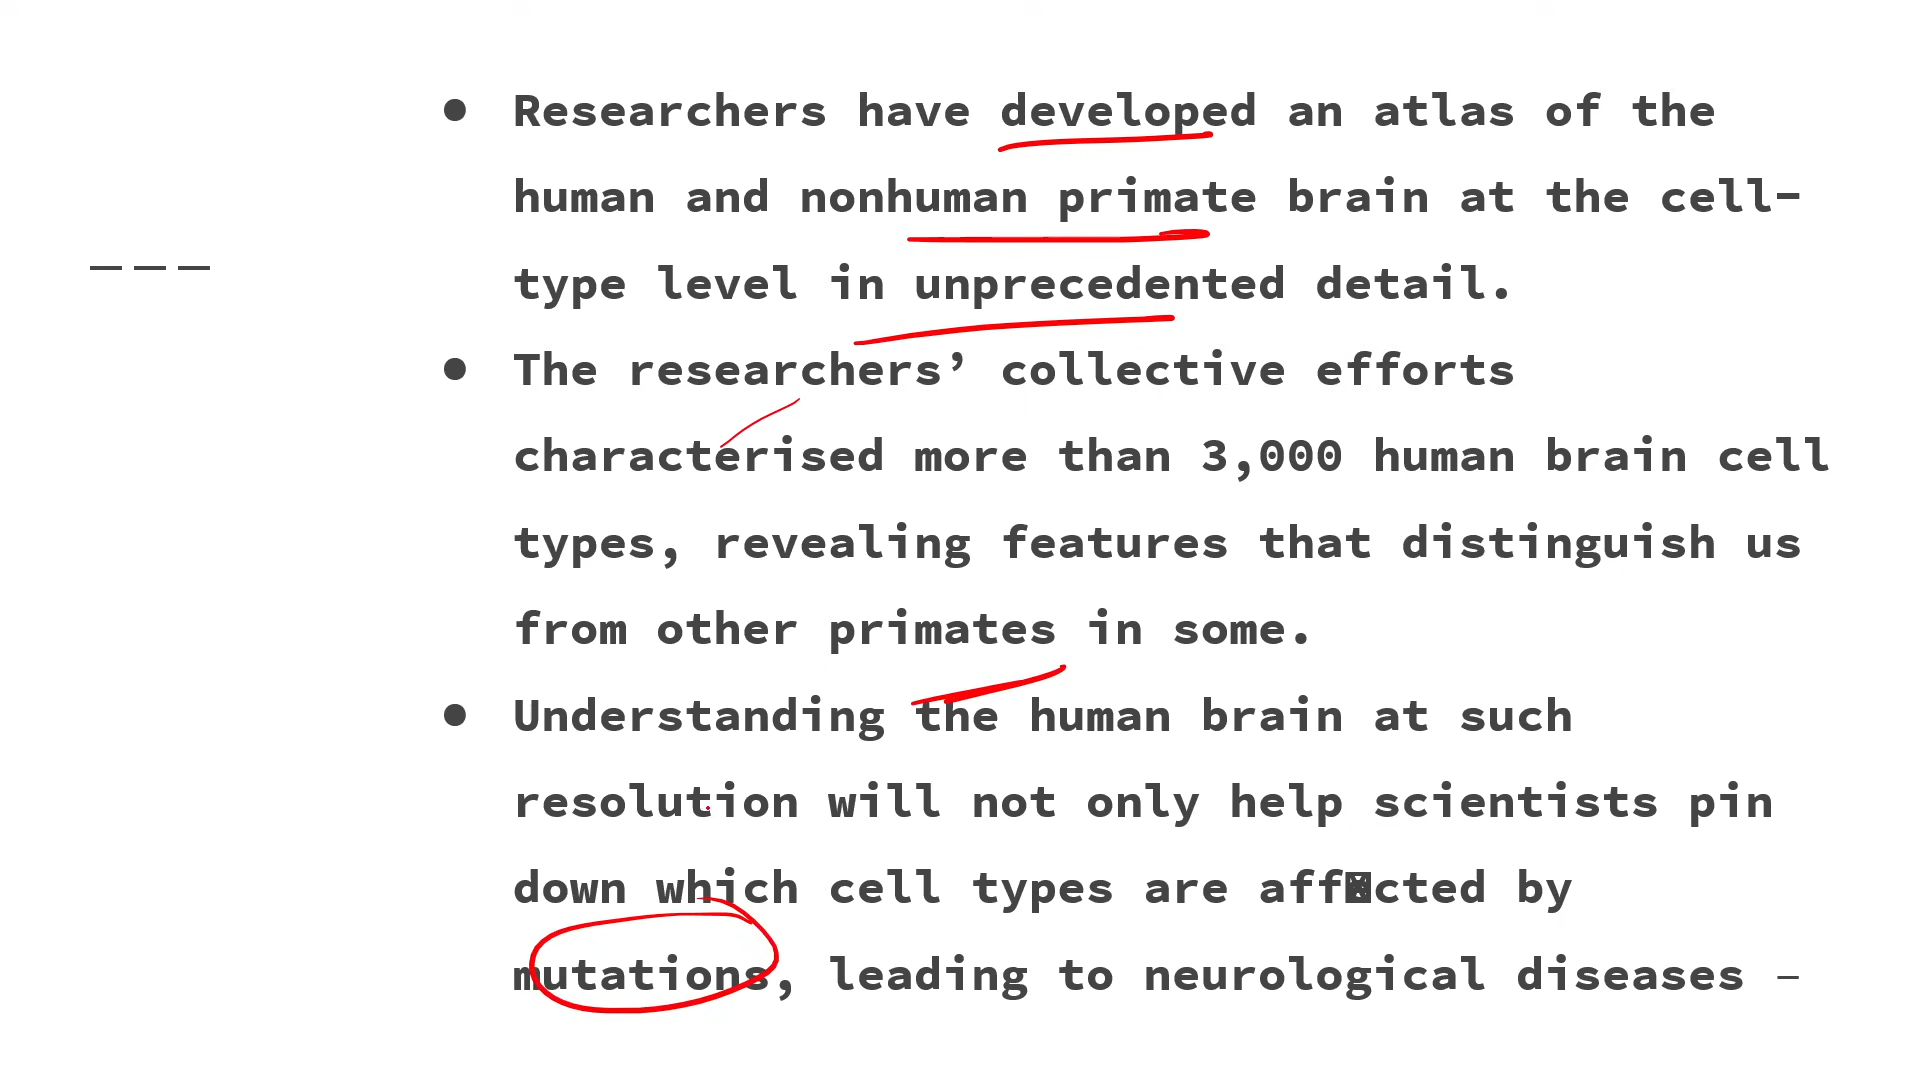 ● Researchers have developed an atlas of the
human and nonhuman primate brain at the cell-
type level in unprecedented detail.
● The researchers’ collective efforts
characterised more than 3,000 human brain cell
types, revealing features that distinguish us
from other primates in some.
● Understanding the human brain at such
resolution will not only help scientists pin
down which cell types are aff☒cted by
mutations, leading to neurological diseases —